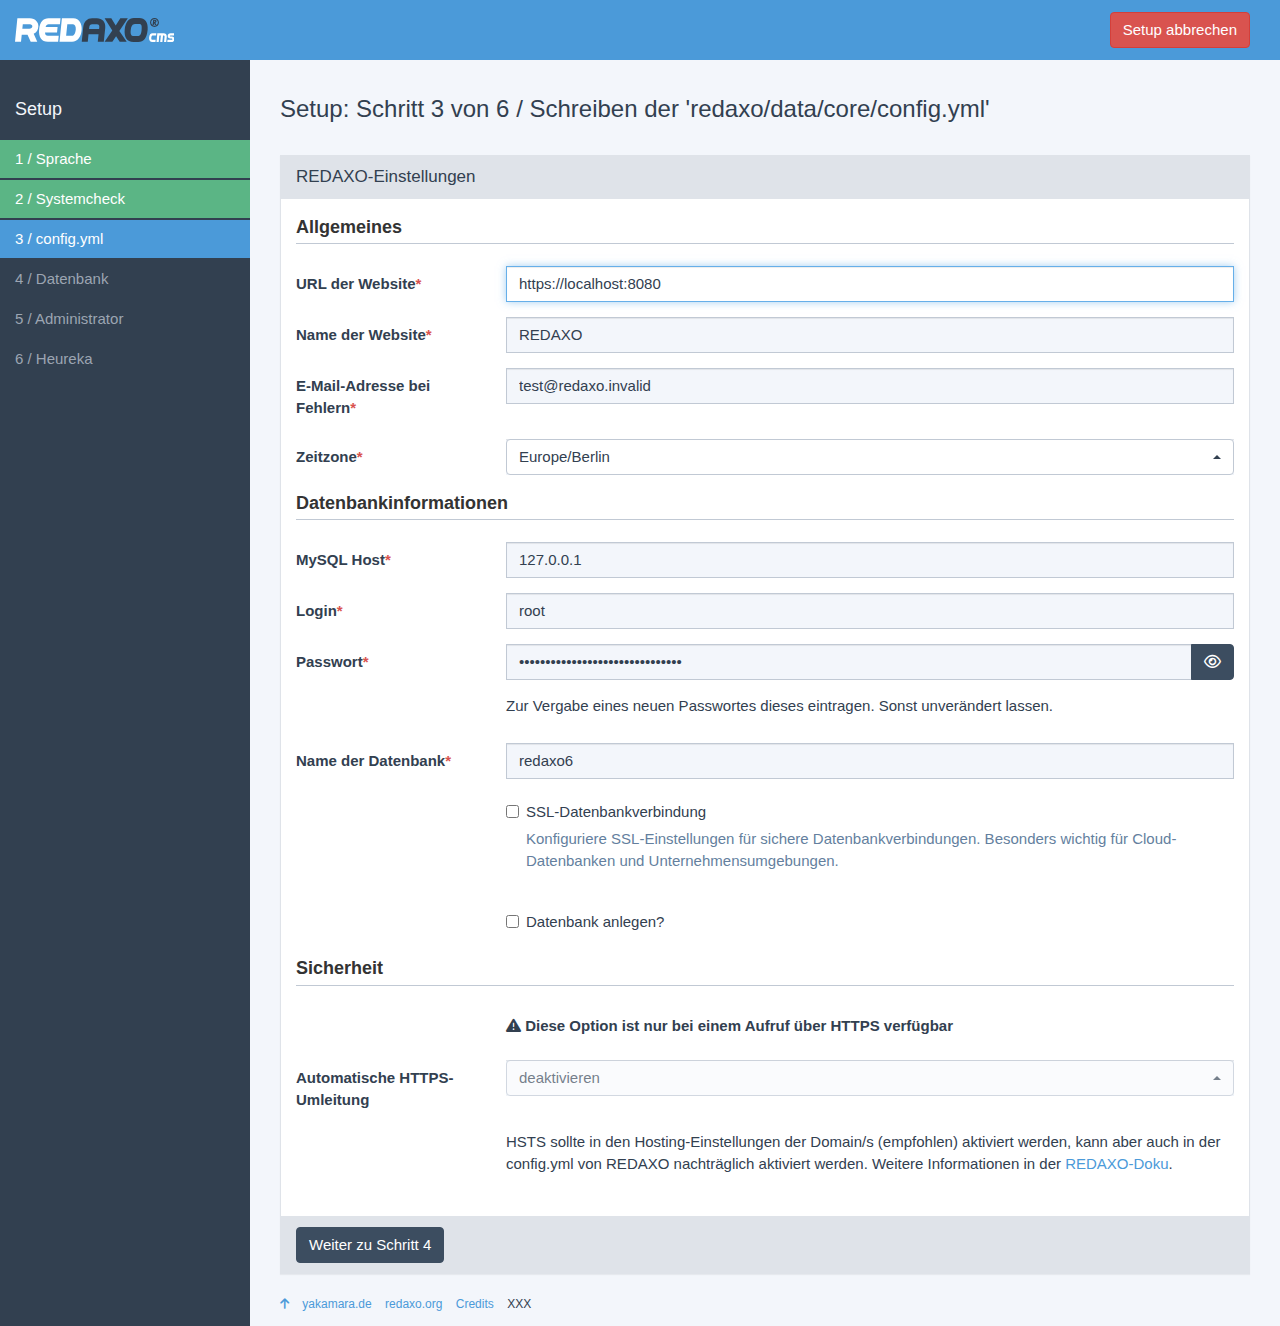 REDAXO® cms
Setup abbrechen
Setup
1 / Sprache
2 / Systemcheck
3 / config.yml
4 / Datenbank
5 / Administrator
6 / Heureka
Setup: Schritt 3 von 6 / Schreiben der 'redaxo/data/core/config.yml'
REDAXO-Einstellungen
Allgemeines
URL der Website*
https://localhost:8080
Name der Website*
REDAXO
E-Mail-Adresse bei
Fehlern*
test@redaxo.invalid
Zeitzone*
Europe/Berlin
Datenbankinformationen
MySQL Host*
127.0.0.1
Login*
root
Passwort*
•••••••••••••••••••••••••••••••
Zur Vergabe eines neuen Passwortes dieses eintragen. Sonst unverändert lassen.
Name der Datenbank*
redaxo6
SSL-Datenbankverbindung
Konfiguriere SSL-Einstellungen für sichere Datenbankverbindungen. Besonders wichtig für Cloud-
Datenbanken und Unternehmensumgebungen.
Datenbank anlegen?
Sicherheit
Diese Option ist nur bei einem Aufruf über HTTPS verfügbar
Automatische HTTPS-
Umleitung
deaktivieren
HSTS sollte in den Hosting-Einstellungen der Domain/s (empfohlen) aktiviert werden, kann aber auch in der
config.yml von REDAXO nachträglich aktiviert werden. Weitere Informationen in der REDAXO-Doku.
Weiter zu Schritt 4
yakamara.de redaxo.org Credits XXX